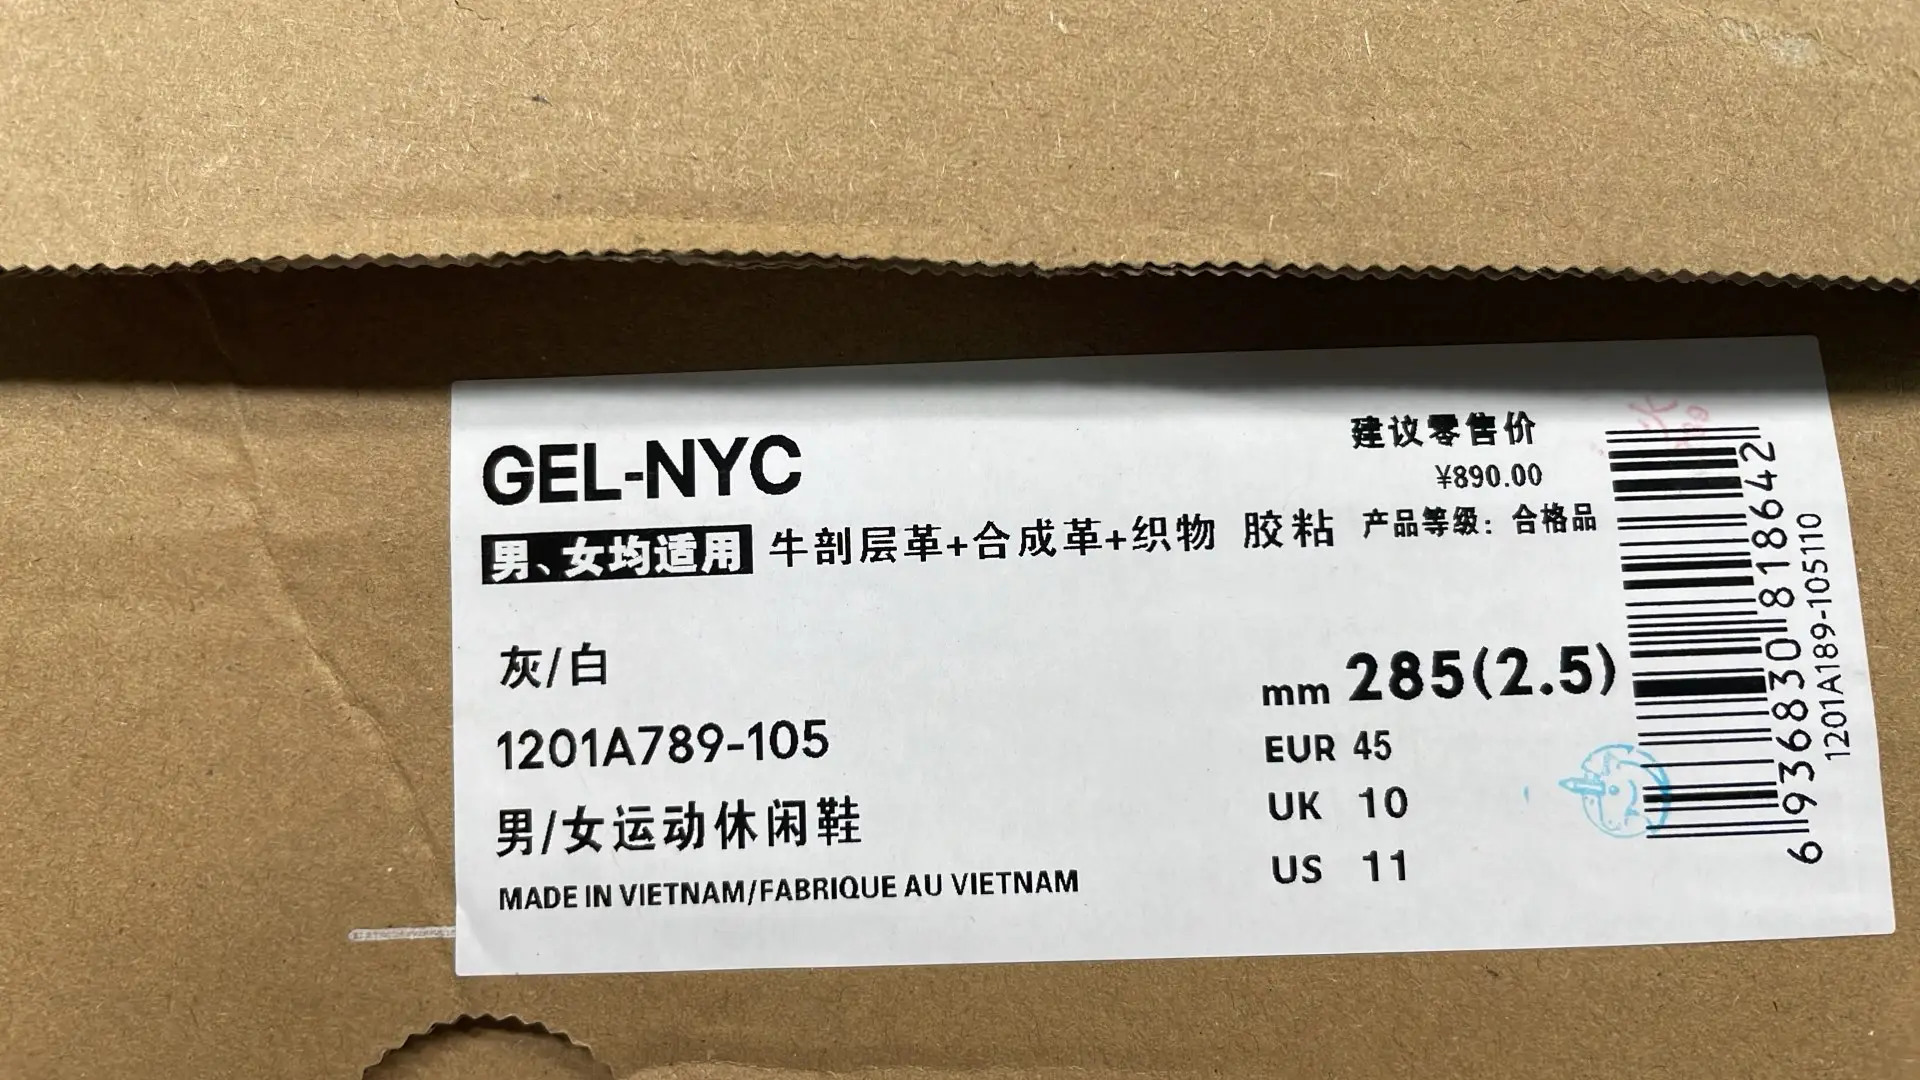 GEL-NYC
男、女均适用 牛剖层革+合成革+织物 胶粘
建议零售价
¥890.00
产品等级：合格品
灰/白
1201A789-105
男/女运动休闲鞋
MADE IN VIETNAM/FABRIQUE AU VIETNAM
mm 285(2.5)
EUR 45
UK 10
US 11
6936830818642
1201A189-105110